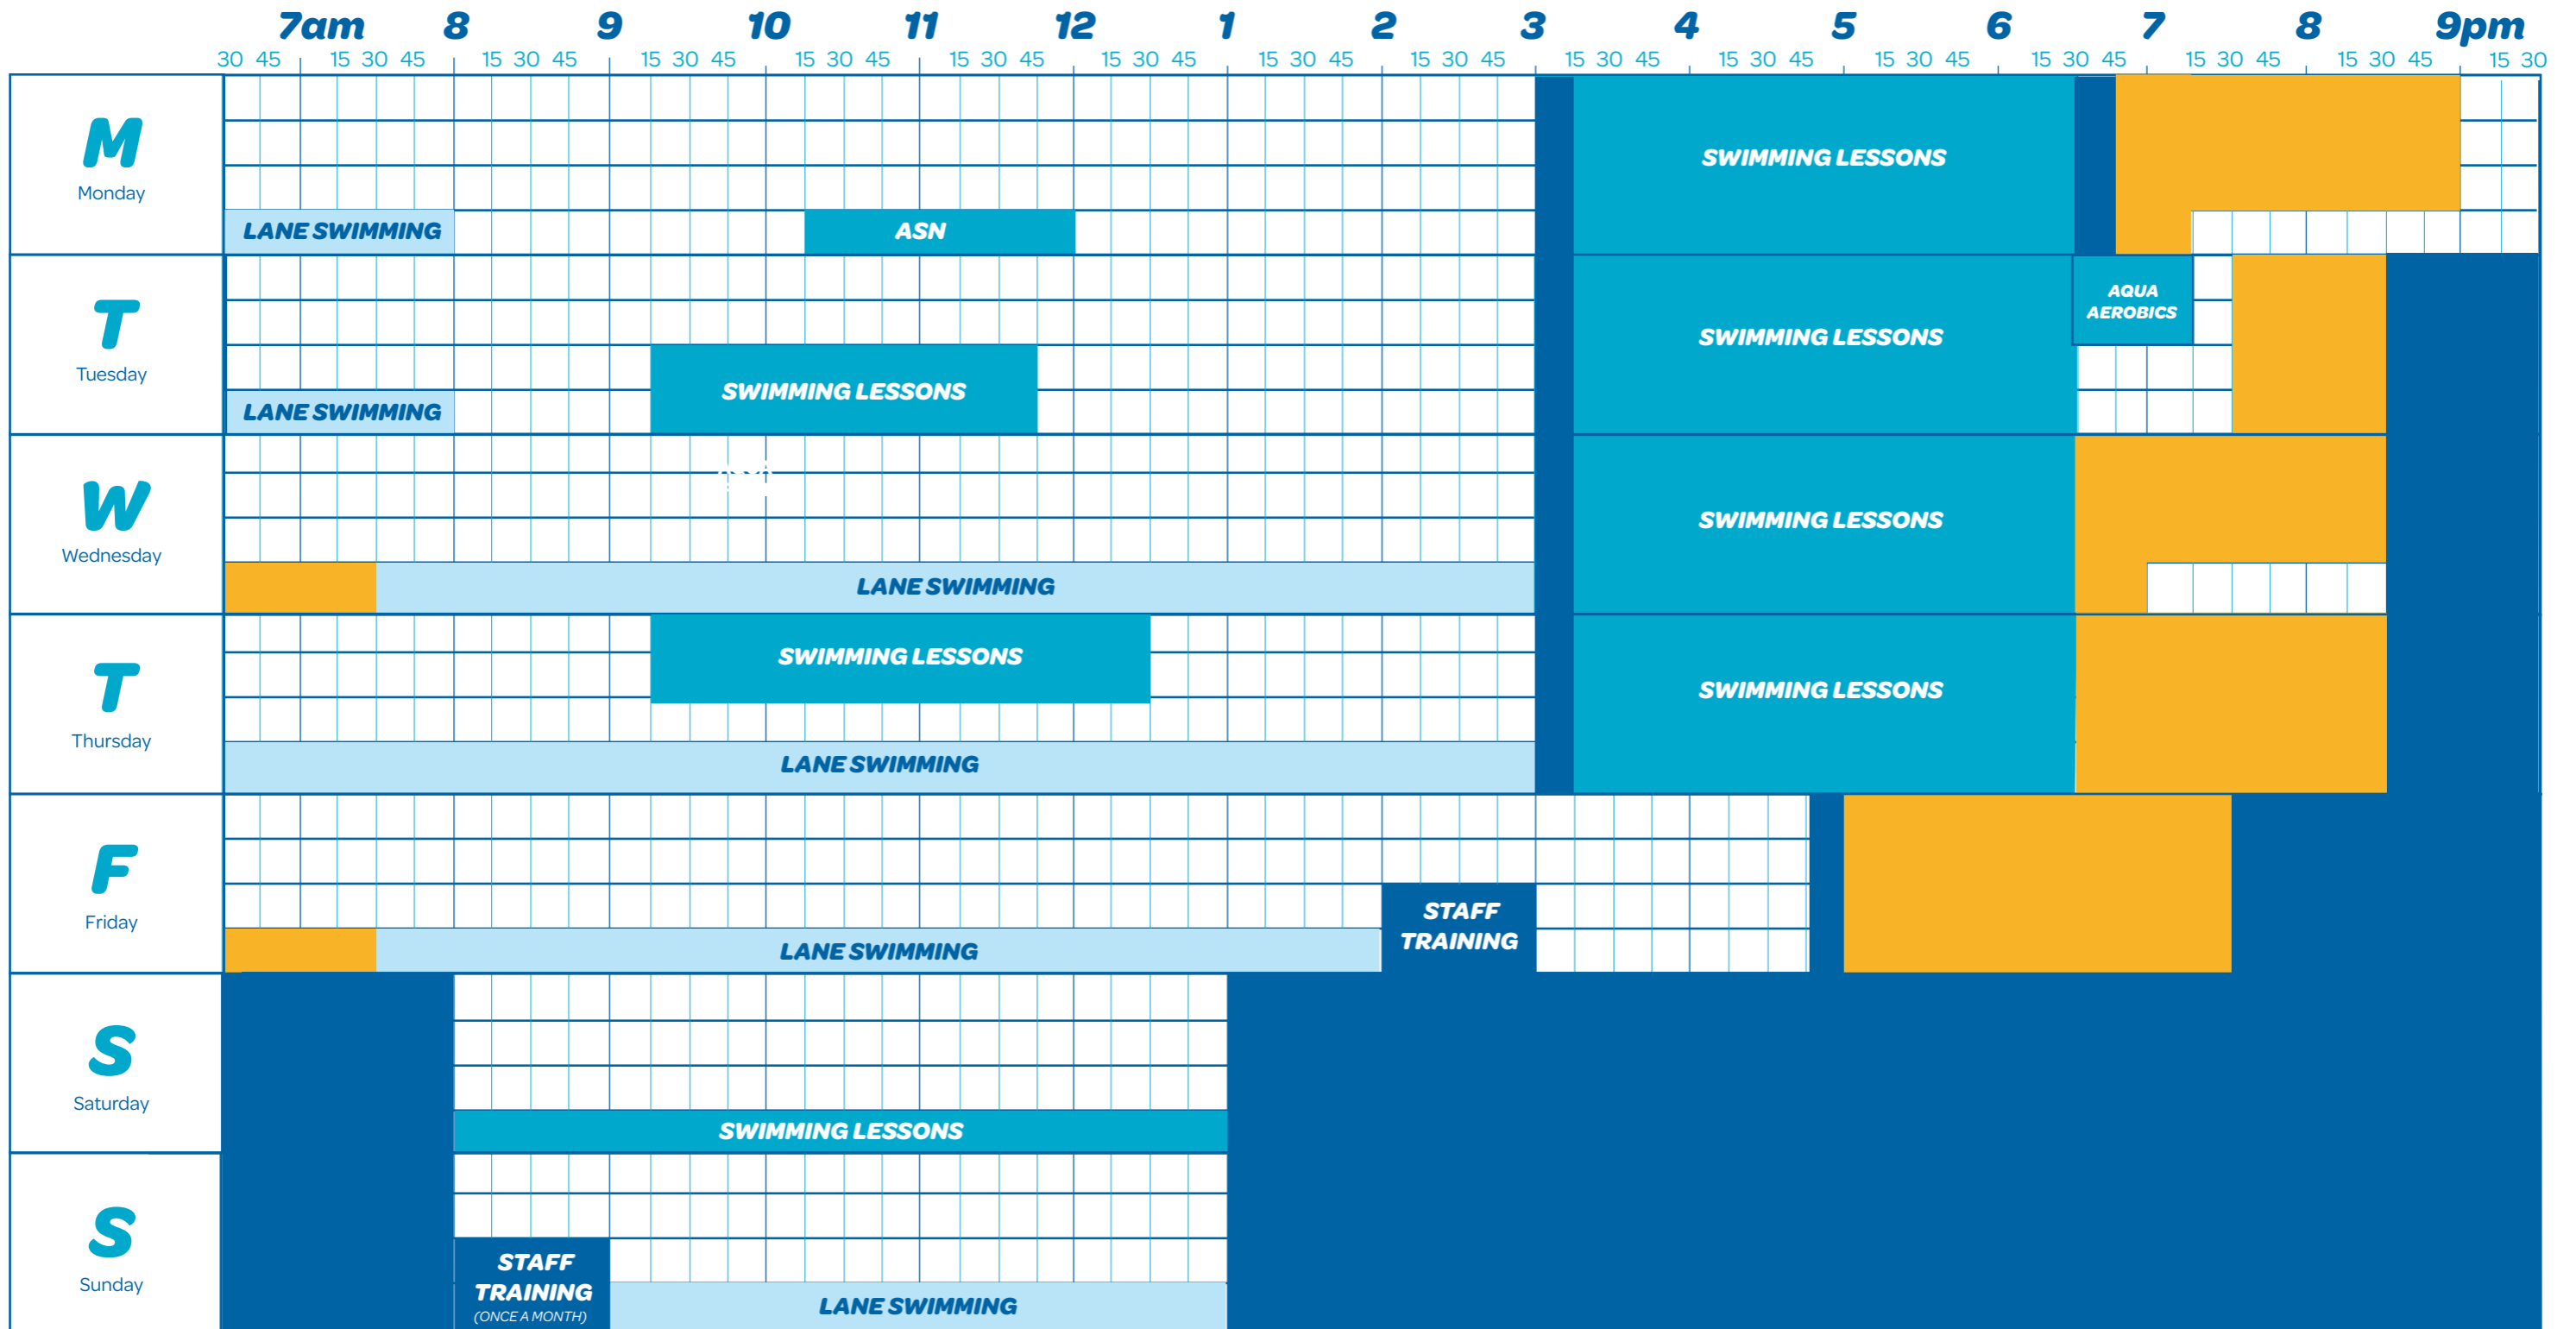 7am 8 9 10 11 12 1 2 3 4 5 6 7 8 9pm
30 45 15 30 45 15 30 45 15 30 45 15 30 45 15 30 45 15 30 45 15 30 45 15 30 45 15 30 45 15 30 45 15 30 45 15 30 45 15 30 45 15 30 45 15 30
M
Monday
SWIMMING LESSONS
LANE SWIMMING
ASN
T
Tuesday
AQUA
AEROBICS
SWIMMING LESSONS
SWIMMING LESSONS
LANE SWIMMING
W
Wednesday
SWIMMING LESSONS
LANE SWIMMING
T
Thursday
SWIMMING LESSONS
SWIMMING LESSONS
LANE SWIMMING
F
Friday
STAFF
TRAINING
LANE SWIMMING
S
Saturday
SWIMMING LESSONS
S
Sunday
STAFF
TRAINING
(ONCE A MONTH)
LANE SWIMMING